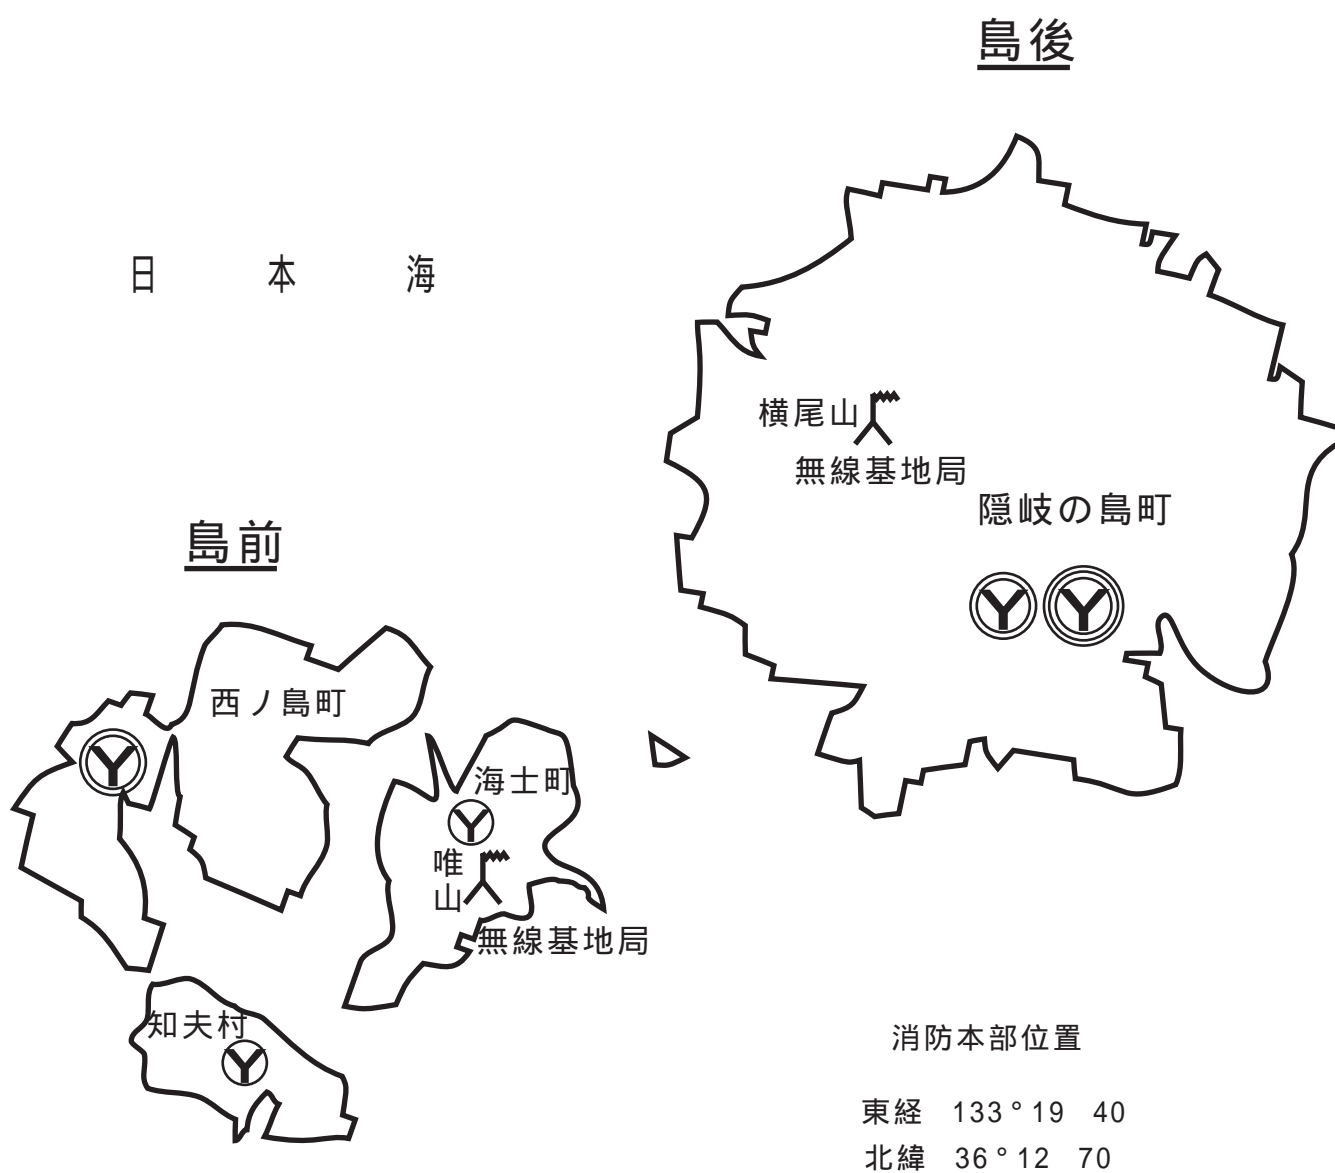 島後
日本海
横尾山
無線基地局
隠岐の島町
島前
西ノ島町
海士町
唯山
無線基地局
知夫村
消防本部位置
東経 133°19 40
北緯 36°12 70